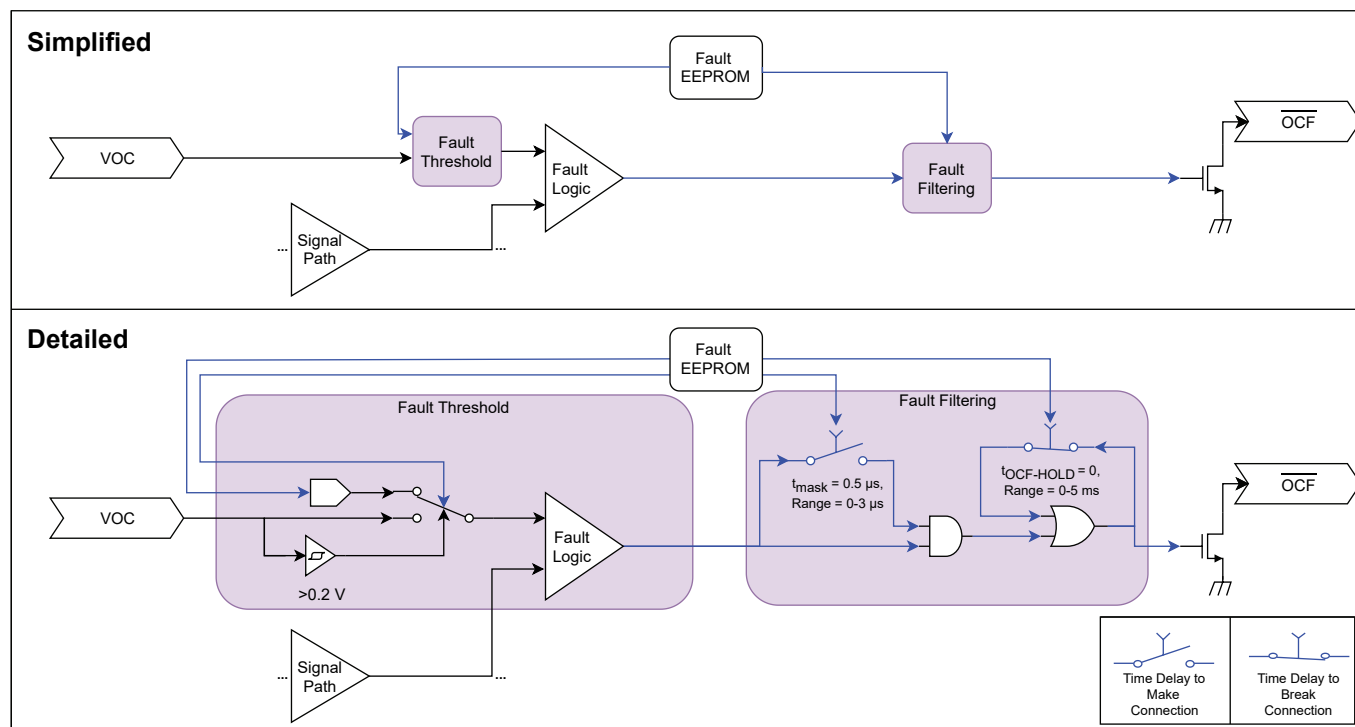 Simplified
Fault
EEPROM
VOC
Fault
Threshold
Fault
Logic
Fault
Filtering
OCF
...
Signal
Path
...
Detailed
Fault
EEPROM
Fault Threshold
Fault Filtering
VOC
>0.2 V
Fault
Logic
tmask = 0.5 µs,
Range = 0-3 µs
tOCF-HOLD = 0,
Range = 0-5 ms
OCF
...
Signal
Path
...
Time Delay to
Make
Connection
Time Delay to
Break
Connection